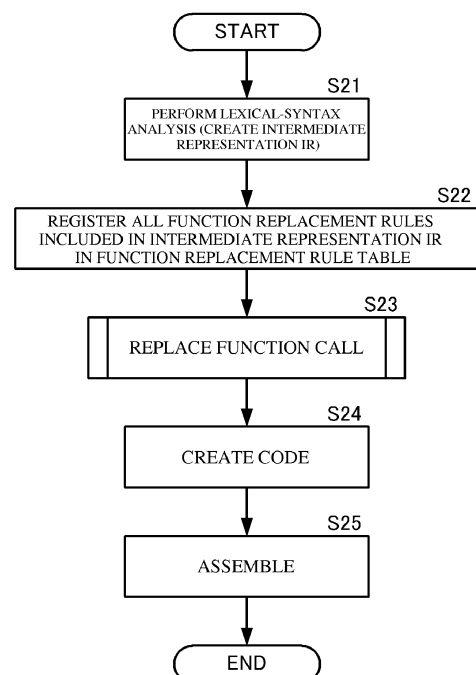 START
S21
PERFORM LEXICAL-SYNTAX
ANALYSIS (CREATE INTERMEDIATE
REPRESENTATION IR)
S22
REGISTER ALL FUNCTION REPLACEMENT RULES
INCLUDED IN INTERMEDIATE REPRESENTATION IR
IN FUNCTION REPLACEMENT RULE TABLE
S23
REPLACE FUNCTION CALL
S24
CREATE CODE
S25
ASSEMBLE
END